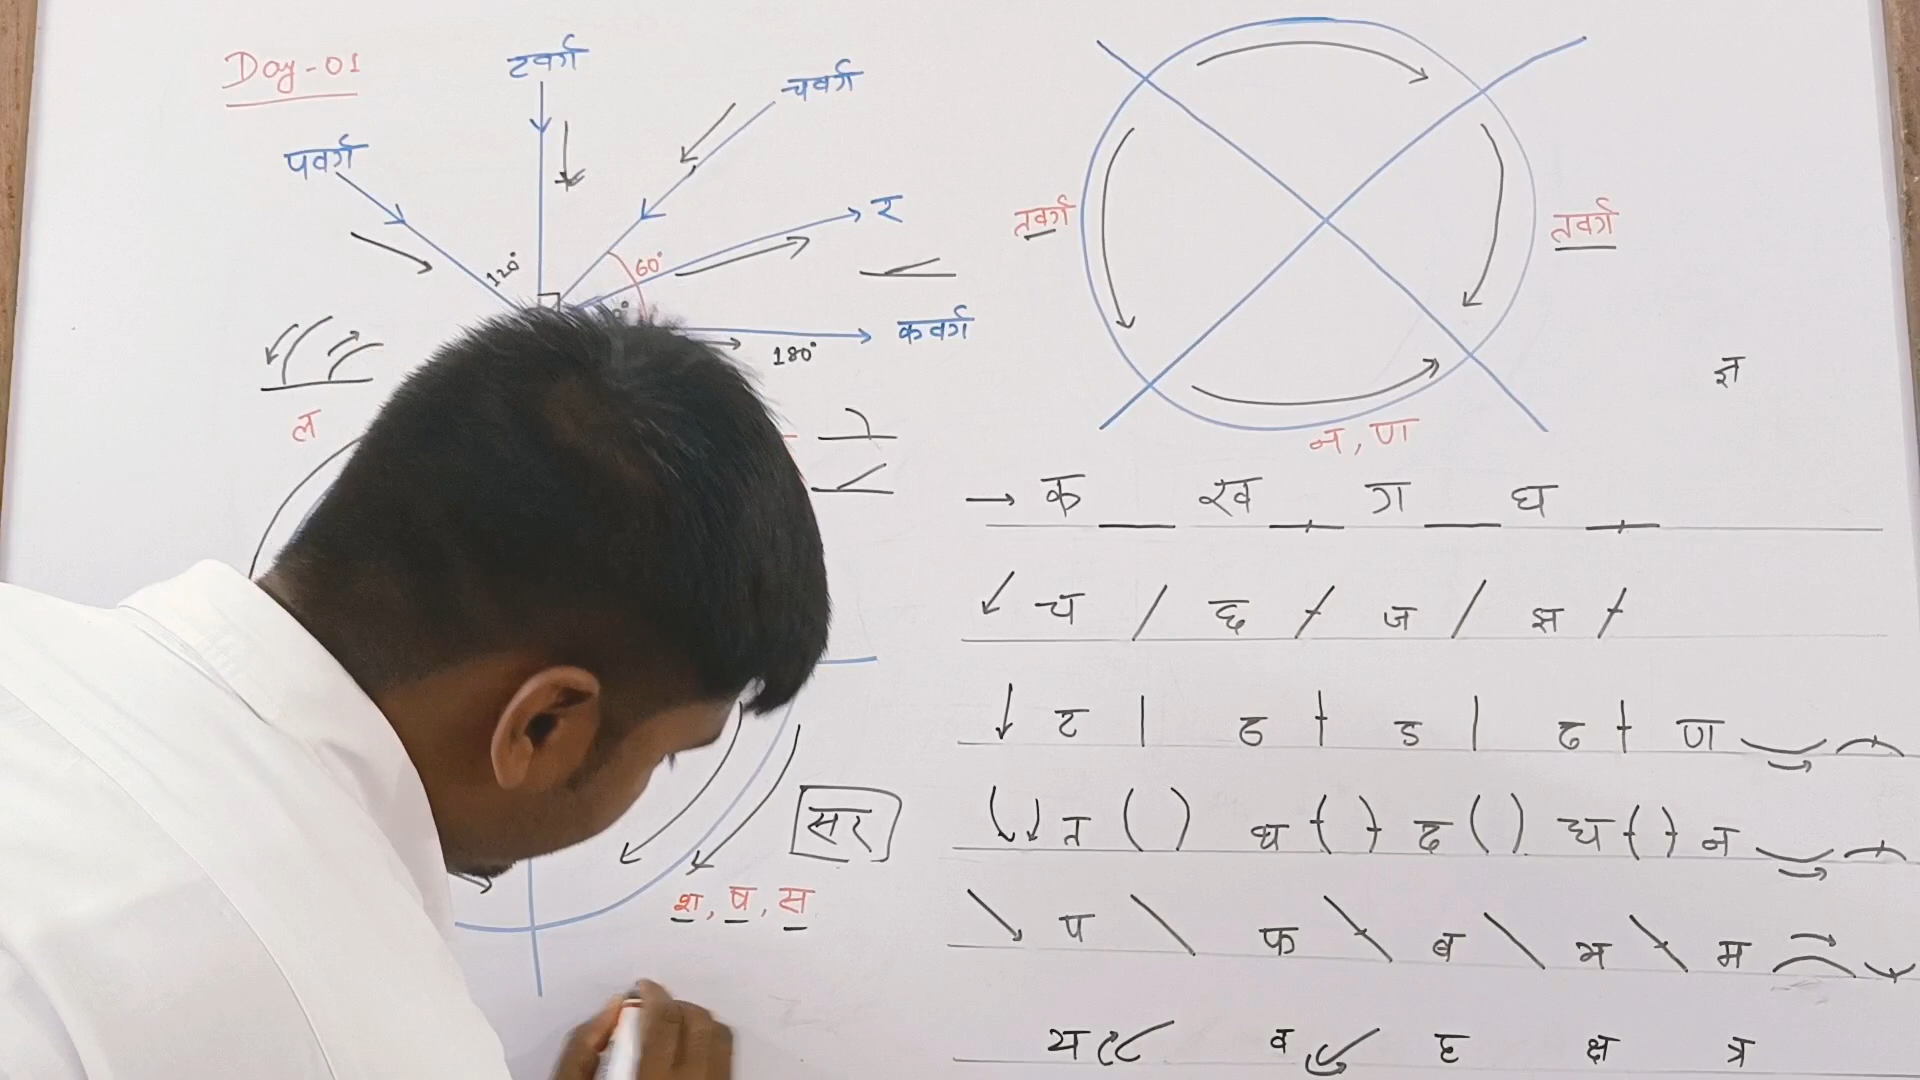 Day-01
टवर्ग
चवर्ग
पवर्ग
र
120°
60°
कवर्ग
180°
ल
तवर्ग
तवर्ग
न, ण
ज्ञ
क ख ग घ
च छ ज झ
ट ठ ड ढ ण
त थ द ध न
प फ ब भ म
य व ह क्ष त्र
सर
श, ष, स